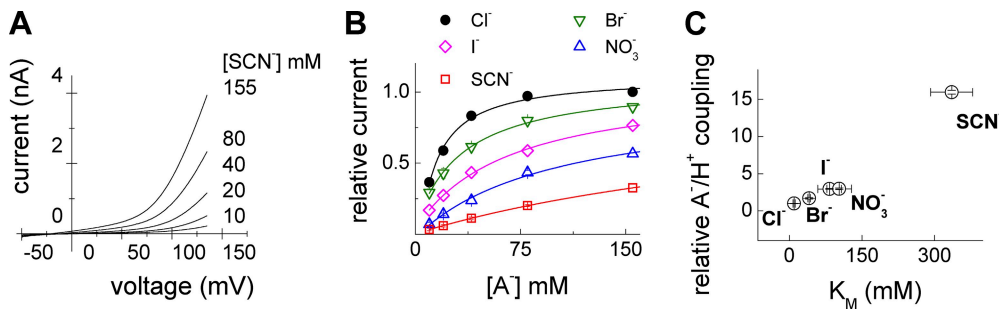 A
4
2
0
current (nA)
[SCN⁻] mM
155
80
40
20
10
-50
0
50
100
150
voltage (mV)
B
Cl⁻
Br⁻
I⁻
NO₃⁻
SCN⁻
1.0
0.5
relative current
0
75
150
[A⁻] mM
C
15
10
5
0
relative A⁻/H⁺ coupling
SCN⁻
I⁻
Cl⁻
Br⁻
NO₃⁻
0
150
300
K_M (mM)